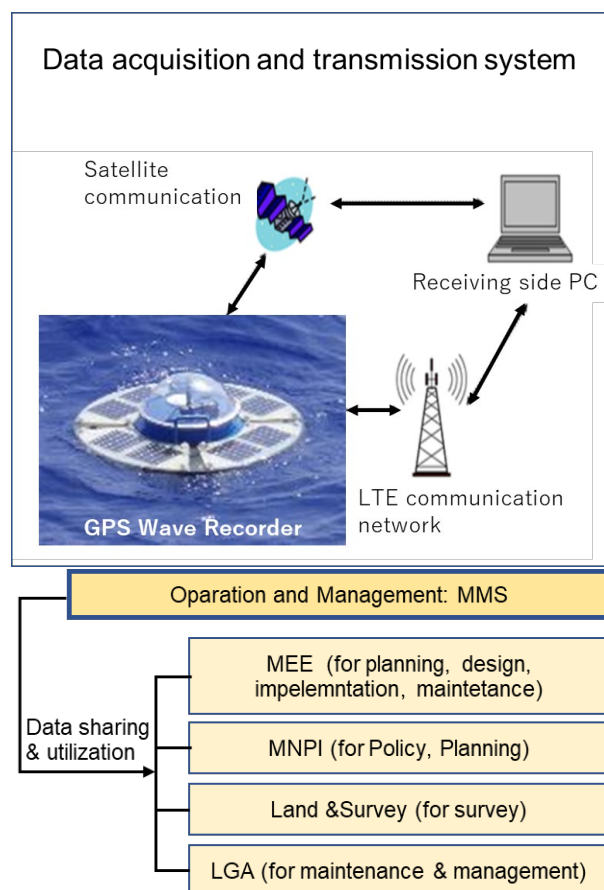 Data acquisition and transmission system
Satellite
communication
Receiving side PC
GPS Wave Recorder
LTE communication
network
Oparation and Management: MMS
MEE (for planning, design,
impelemntation, maintetance)
Data sharing
& utilization
MNPI (for Policy, Planning)
Land &Survey (for survey)
LGA (for maintenance & management)